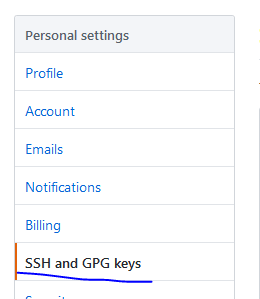 Personal settings
Profile
Account
Emails
Notifications
Billing
SSH and GPG keys